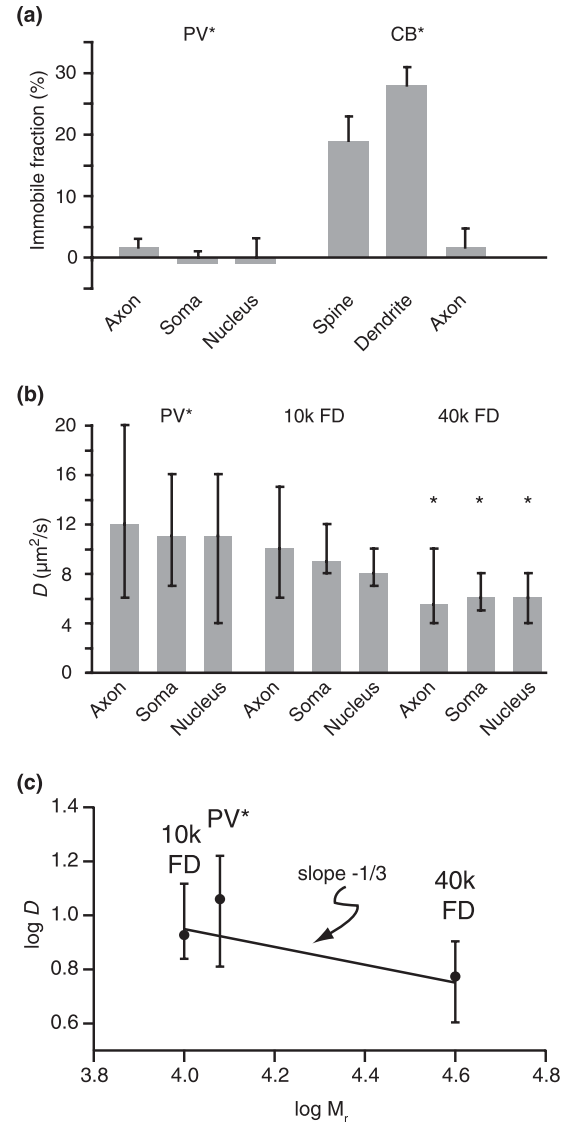 (a)
PV* CB*
Immobile fraction (%)
30
20
10
0
Axon Soma Nucleus Spine Dendrite Axon
(b)
PV* 10k FD 40k FD
D (µm²/s)
20
16
12
8
4
0
* * *
Axon Soma Nucleus Axon Soma Nucleus Axon Soma Nucleus
(c)
log D
1.4
1.2
1.0
0.8
0.6
10k
FD
PV*
slope -1/3
40k
FD
3.8 4.0 4.2 4.4 4.6 4.8
log Mr